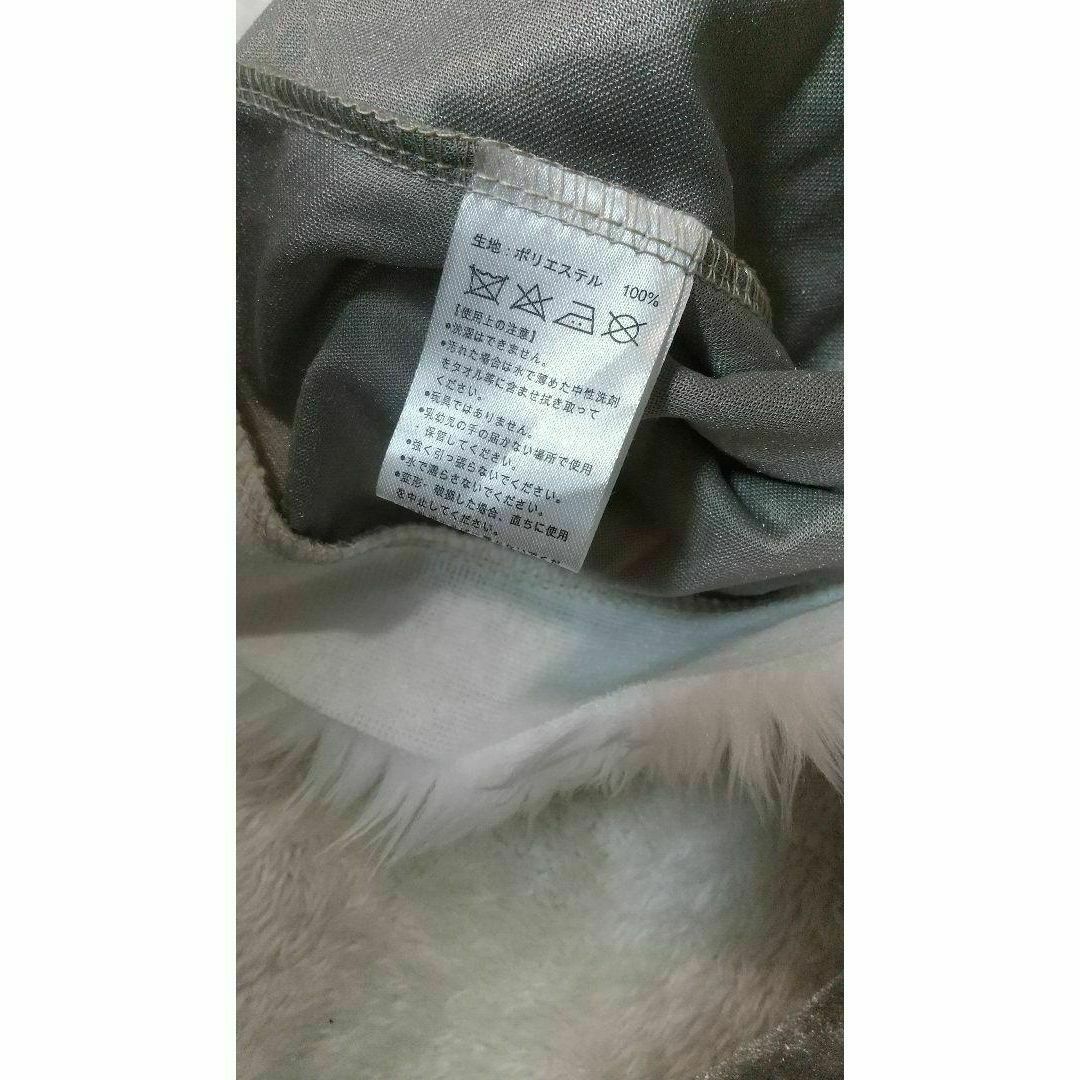 生地：ポリエステル　100%
【使用上の注意】
●洗濯はできません。
●汚れた場合は水で薄めた中性洗剤
をタオル等に含ませ拭き取って
ください。
●玩具ではありません。
●乳幼児の手の届かない場所で使用
・保管してください。
●強く引っ張らないでください。
●水で濡らさないでください。
●変形、破損した場合、直ちに使用
を中止してください。